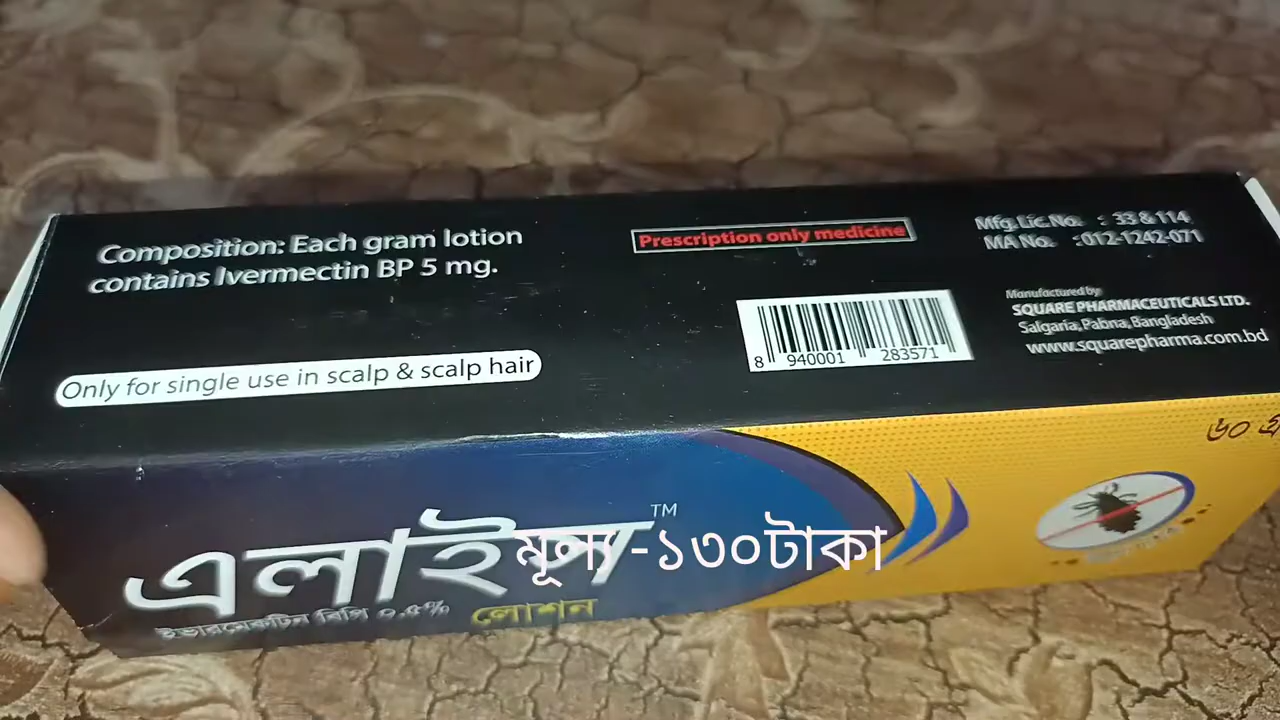 Composition: Each gram lotion
contains Ivermectin BP 5 mg.
Only for single use in scalp & scalp hair
Prescription only medicine
8 940001 283571
Mfg. Lic. No. : 33 & 114
MA No. :012-1242-071
Manufactured by
SQUARE PHARMACEUTICALS LTD.
Salgaria, Pabna, Bangladesh
www.squarepharma.com.bd
৬০
এলাইস™
মূল্য -১৩০টাকা
ইভারমেকটিন বিপি ০.৫% লোশন